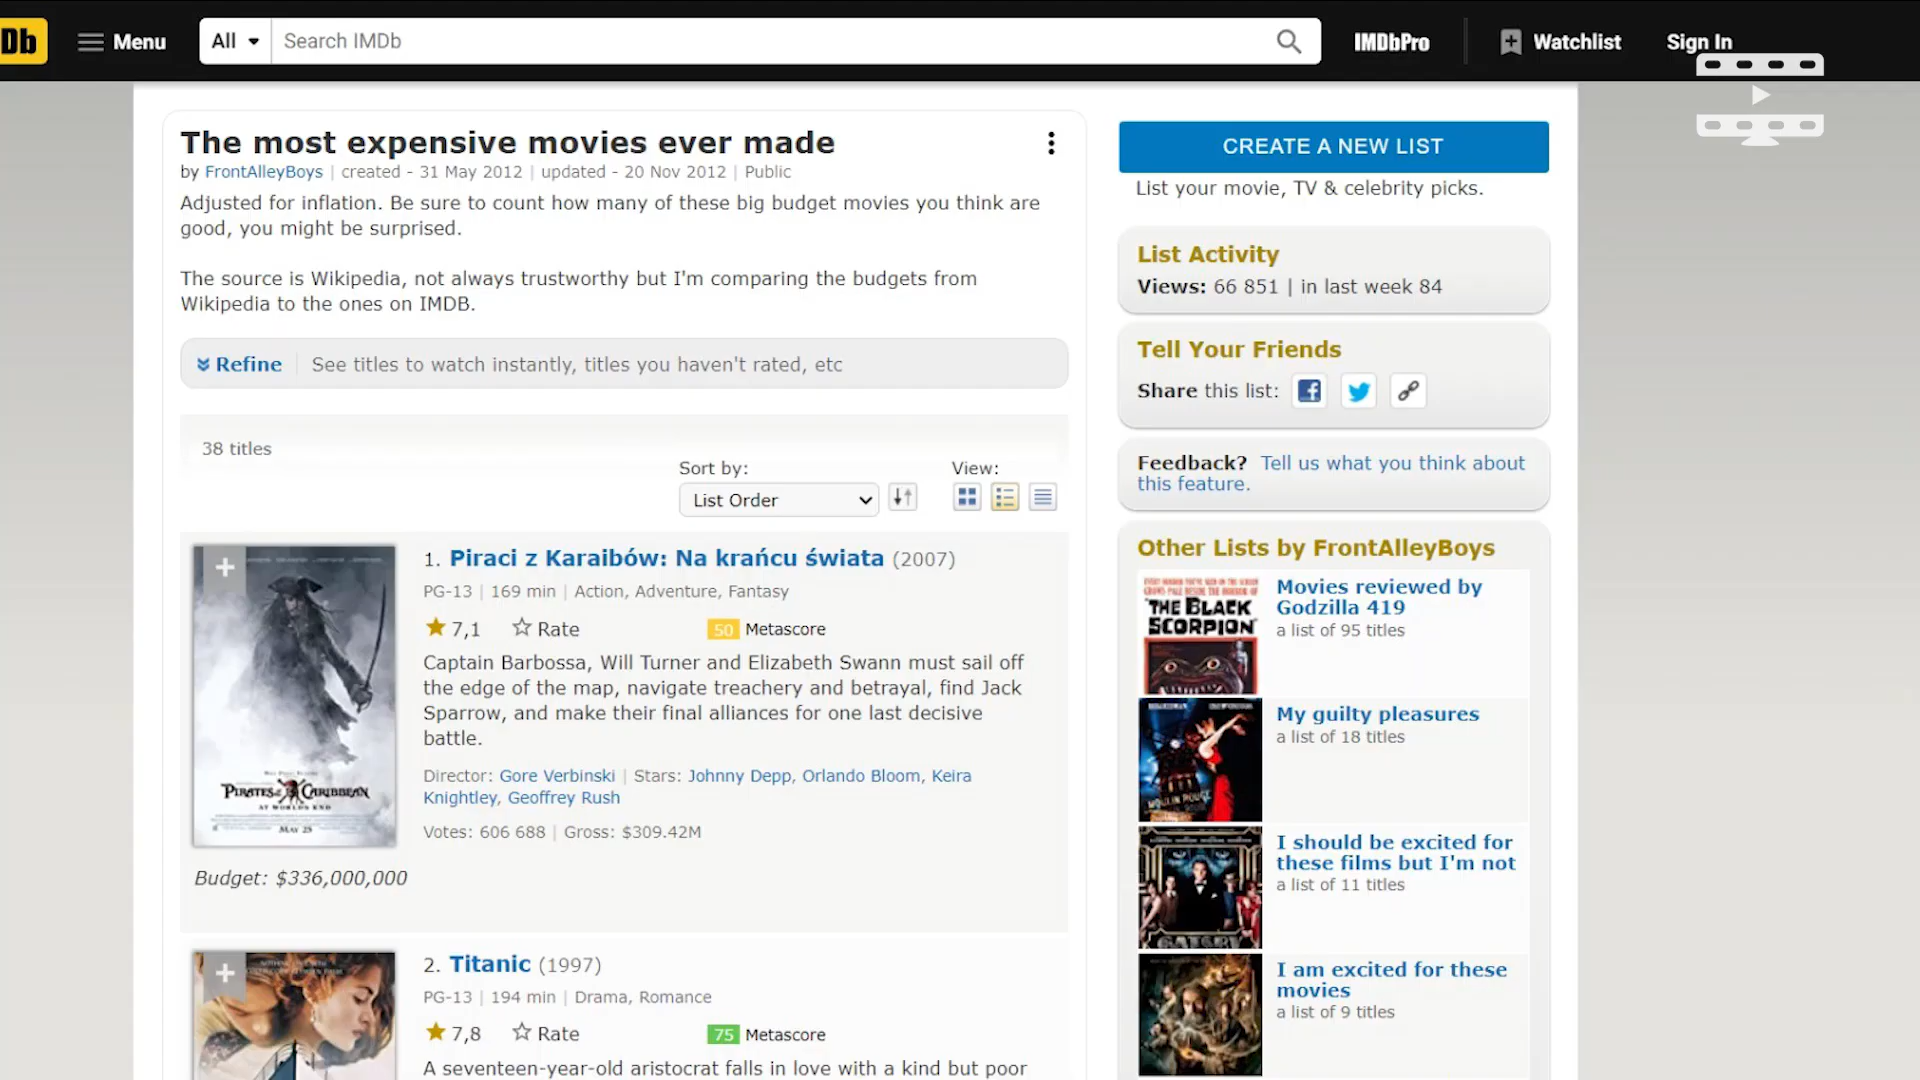 Db
Menu
All
Search IMDb
IMDbPro
Watchlist
Sign In
The most expensive movies ever made
by FrontAlleyBoys | created - 31 May 2012 | updated - 20 Nov 2012 | Public
Adjusted for inflation. Be sure to count how many of these big budget movies you think are
good, you might be surprised.
The source is Wikipedia, not always trustworthy but I'm comparing the budgets from
Wikipedia to the ones on IMDB.
Refine | See titles to watch instantly, titles you haven't rated, etc
38 titles
Sort by:
List Order
View:
1. Piraci z Karaibów: Na krańcu świata (2007)
PG-13 | 169 min | Action, Adventure, Fantasy
7,1 Rate 50 Metascore
Captain Barbossa, Will Turner and Elizabeth Swann must sail off
the edge of the map, navigate treachery and betrayal, find Jack
Sparrow, and make their final alliances for one last decisive
battle.
Director: Gore Verbinski | Stars: Johnny Depp, Orlando Bloom, Keira
Knightley, Geoffrey Rush
Votes: 606 688 | Gross: $309.42M
PIRATES of the CARIBBEAN
AT WORLD'S END
MAY 25
Budget: $336,000,000
2. Titanic (1997)
PG-13 | 194 min | Drama, Romance
7,8 Rate 75 Metascore
A seventeen-year-old aristocrat falls in love with a kind but poor
CREATE A NEW LIST
List your movie, TV & celebrity picks.
List Activity
Views: 66 851 | in last week 84
Tell Your Friends
Share this list:
Feedback? Tell us what you think about
this feature.
Other Lists by FrontAlleyBoys
THE BLACK
SCORPION
Movies reviewed by
Godzilla 419
a list of 95 titles
MOULIN ROUGE
My guilty pleasures
a list of 18 titles
GATSBY
I should be excited for
these films but I'm not
a list of 11 titles
I am excited for these
movies
a list of 9 titles